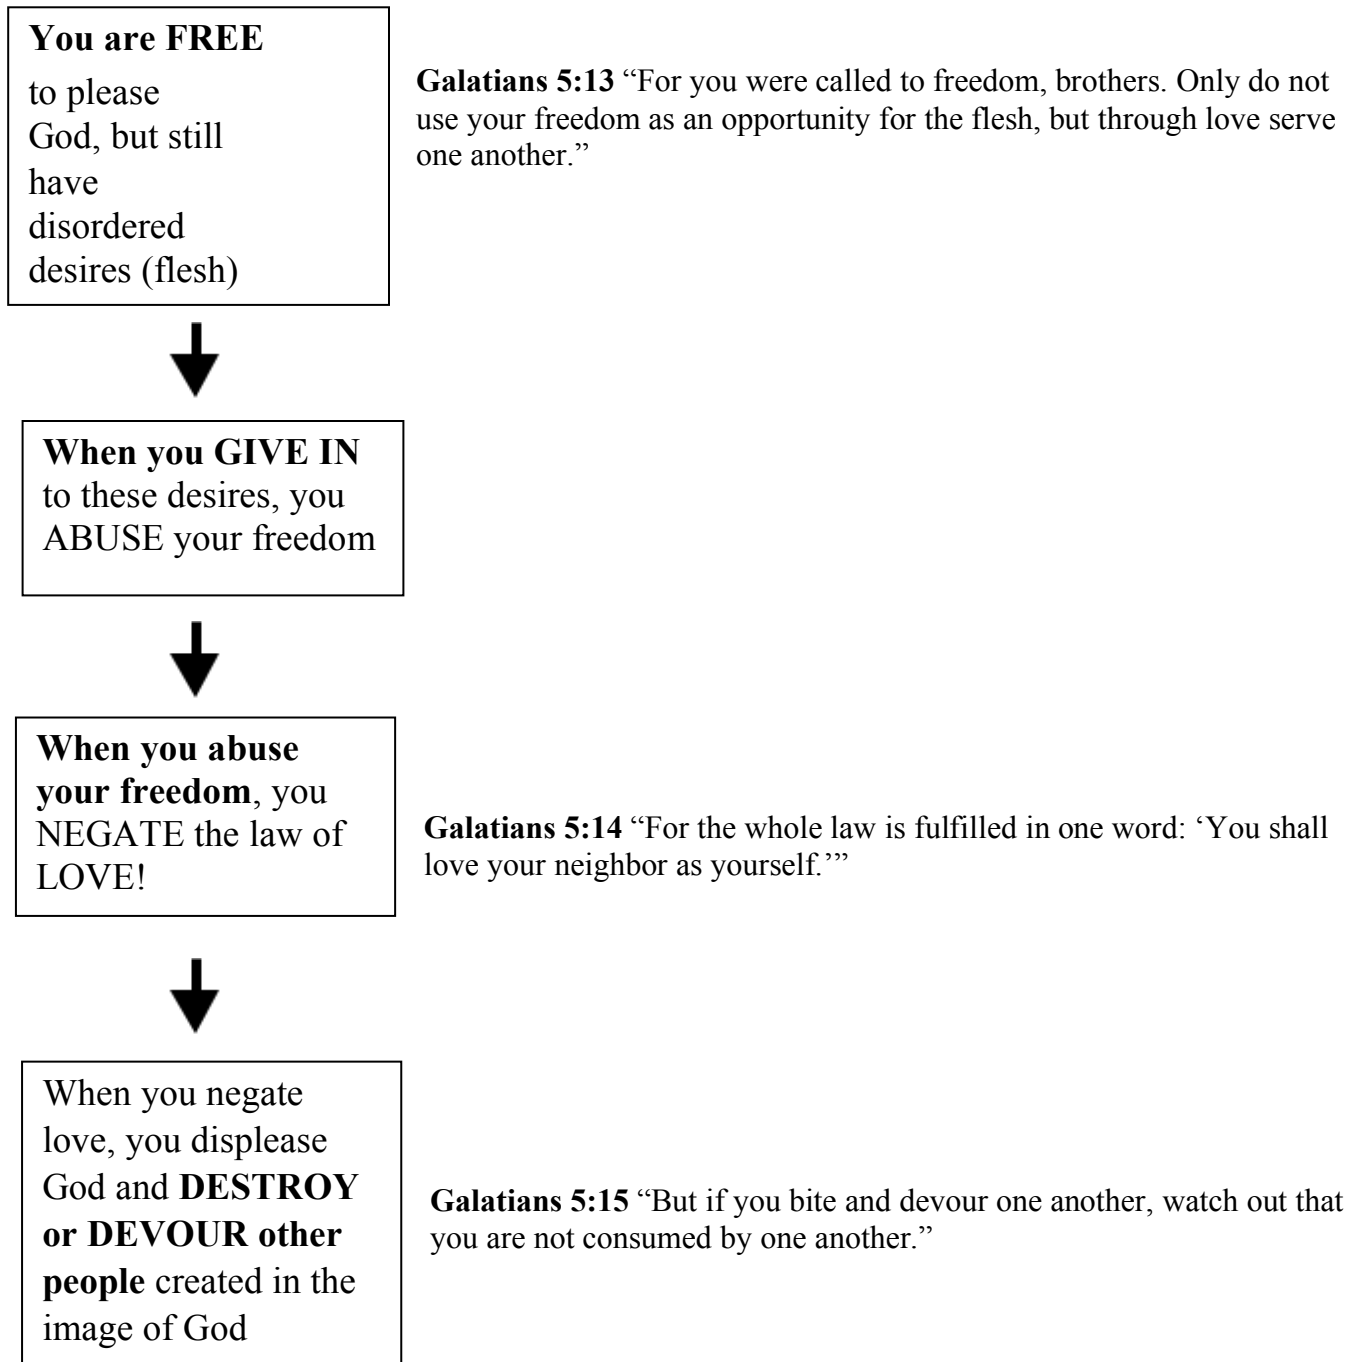 You are FREE
to please
God, but still
have
disordered
desires (flesh)
Galatians 5:13 “For you were called to freedom, brothers. Only do not
use your freedom as an opportunity for the flesh, but through love serve
one another.”
When you GIVE IN
to these desires, you
ABUSE your freedom
When you abuse
your freedom, you
NEGATE the law of
LOVE!
Galatians 5:14 “For the whole law is fulfilled in one word: ‘You shall
love your neighbor as yourself.’”
When you negate
love, you displease
God and DESTROY
or DEVOUR other
people created in the
image of God
Galatians 5:15 “But if you bite and devour one another, watch out that
you are not consumed by one another.”